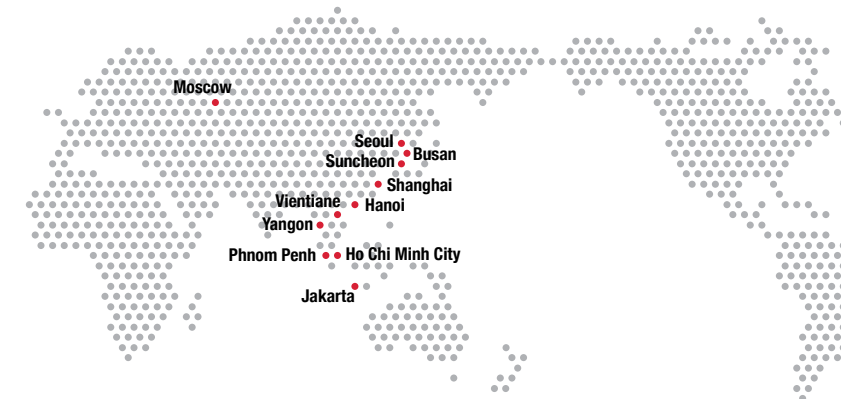 Moscow
Seoul
Busan
Suncheon
Shanghai
Vientiane
Hanoi
Yangon
Phnom Penh
Ho Chi Minh City
Jakarta